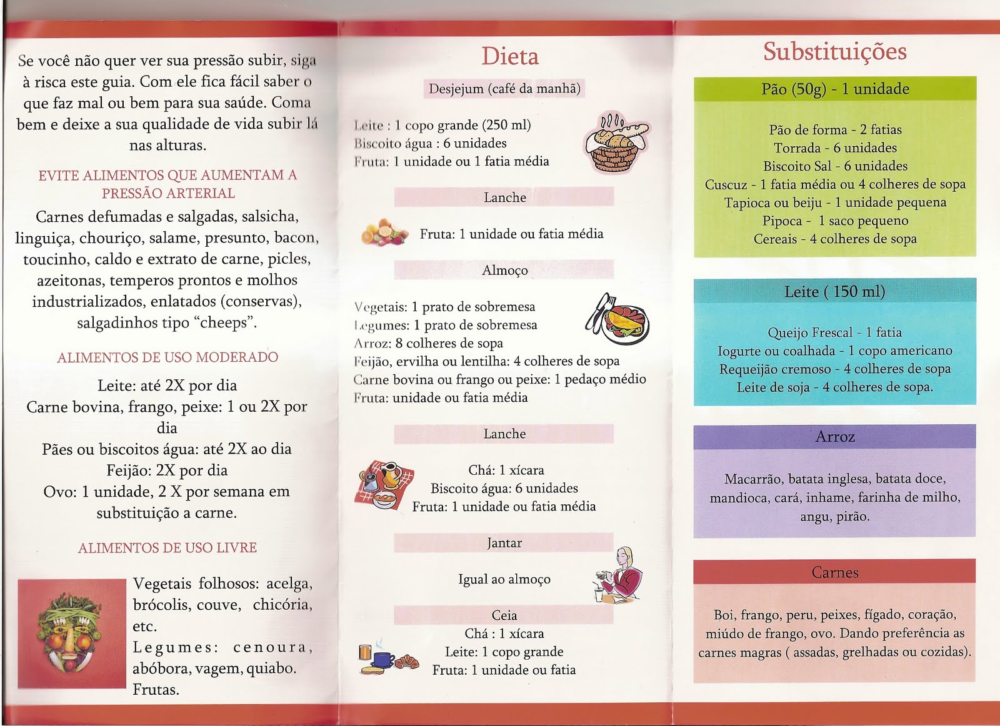 Se você não quer ver sua pressão subir, siga
à risca este guia. Com ele fica fácil saber o
que faz mal ou bem para sua saúde. Coma
bem e deixe a sua qualidade de vida subir lá
nas alturas.
EVITE ALIMENTOS QUE AUMENTAM A
PRESSÃO ARTERIAL
Carnes defumadas e salgadas, salsicha,
linguiça, chouriço, salame, presunto, bacon,
toucinho, caldo e extrato de carne, picles,
azeitonas, temperos prontos e molhos
industrializados, enlatados (conservas),
salgadinhos tipo “cheeps”.
ALIMENTOS DE USO MODERADO
Leite: até 2X por dia
Carne bovina, frango, peixe: 1 ou 2X por
dia
Pães ou biscoitos água: até 2X ao dia
Feijão: 2X por dia
Ovo: 1 unidade, 2 X por semana em
substituição a carne.
ALIMENTOS DE USO LIVRE
Vegetais folhosos: acelga,
brócolis, couve, chicória,
etc.
Legumes: cenoura,
abóbora, vagem, quiabo.
Frutas.
Dieta
Desjejum (café da manhã)
Leite : 1 copo grande (250 ml)
Biscoito água : 6 unidades
Fruta: 1 unidade ou 1 fatia média
Lanche
Fruta: 1 unidade ou fatia média
Almoço
Vegetais: 1 prato de sobremesa
Legumes: 1 prato de sobremesa
Arroz: 8 colheres de sopa
Feijão, ervilha ou lentilha: 4 colheres de sopa
Carne bovina ou frango ou peixe: 1 pedaço médio
Fruta: unidade ou fatia média
Lanche
Chá: 1 xícara
Biscoito água: 6 unidades
Fruta: 1 unidade ou fatia média
Jantar
Igual ao almoço
Ceia
Chá : 1 xícara
Leite: 1 copo grande
Fruta: 1 unidade ou fatia
Substituições
Pão (50g) - 1 unidade
Pão de forma - 2 fatias
Torrada - 6 unidades
Biscoito Sal - 6 unidades
Cuscuz - 1 fatia média ou 4 colheres de sopa
Tapioca ou beiju - 1 unidade pequena
Pipoca - 1 saco pequeno
Cereais - 4 colheres de sopa
Leite ( 150 ml)
Queijo Frescal - 1 fatia
Iogurte ou coalhada - 1 copo americano
Requeijão cremoso - 4 colheres de sopa
Leite de soja - 4 colheres de sopa.
Arroz
Macarrão, batata inglesa, batata doce,
mandioca, cará, inhame, farinha de milho,
angu, pirão.
Carnes
Boi, frango, peru, peixes, fígado, coração,
miúdo de frango, ovo. Dando preferência as
carnes magras ( assadas, grelhadas ou cozidas).